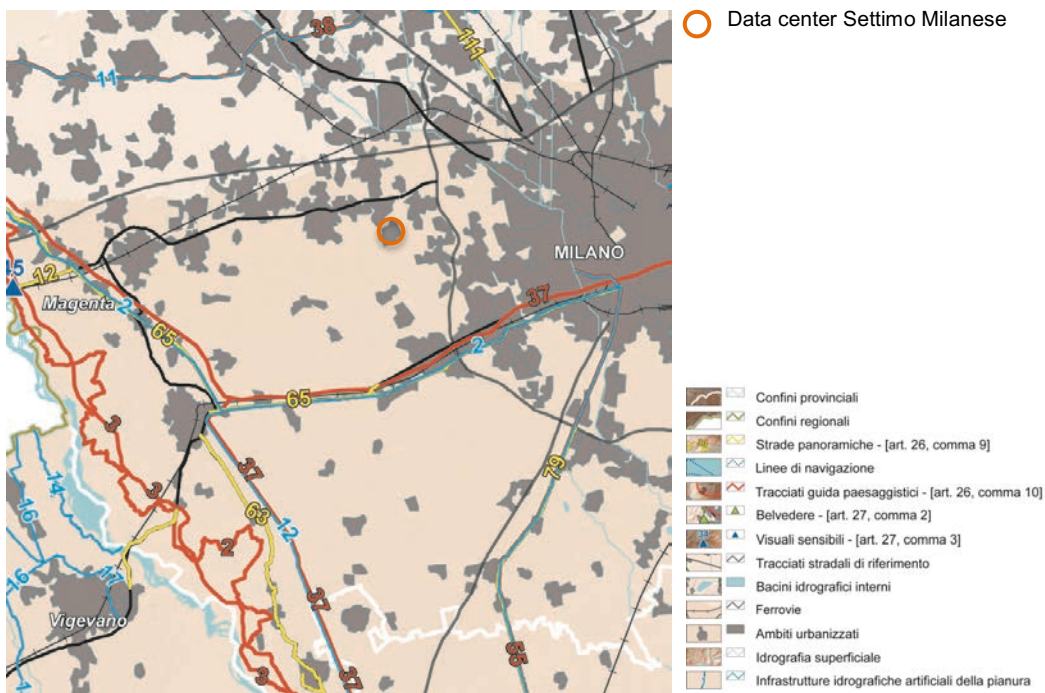 Data center Settimo Milanese
38
111
11
MILANO
45
12
Magenta
2
37
65
2
65
3
37
79
3
63
12
14
16
2
16
17
37
Vigevano
55
3
37
Confini provinciali
Confini regionali
Strade panoramiche - [art. 26, comma 9]
Linee di navigazione
Tracciati guida paesaggistici - [art. 26, comma 10]
Belvedere - [art. 27, comma 2]
Visuali sensibili - [art. 27, comma 3]
Tracciati stradali di riferimento
Bacini idrografici interni
Ferrovie
Ambiti urbanizzati
Idrografia superficiale
Infrastrutture idrografiche artificiali della pianura